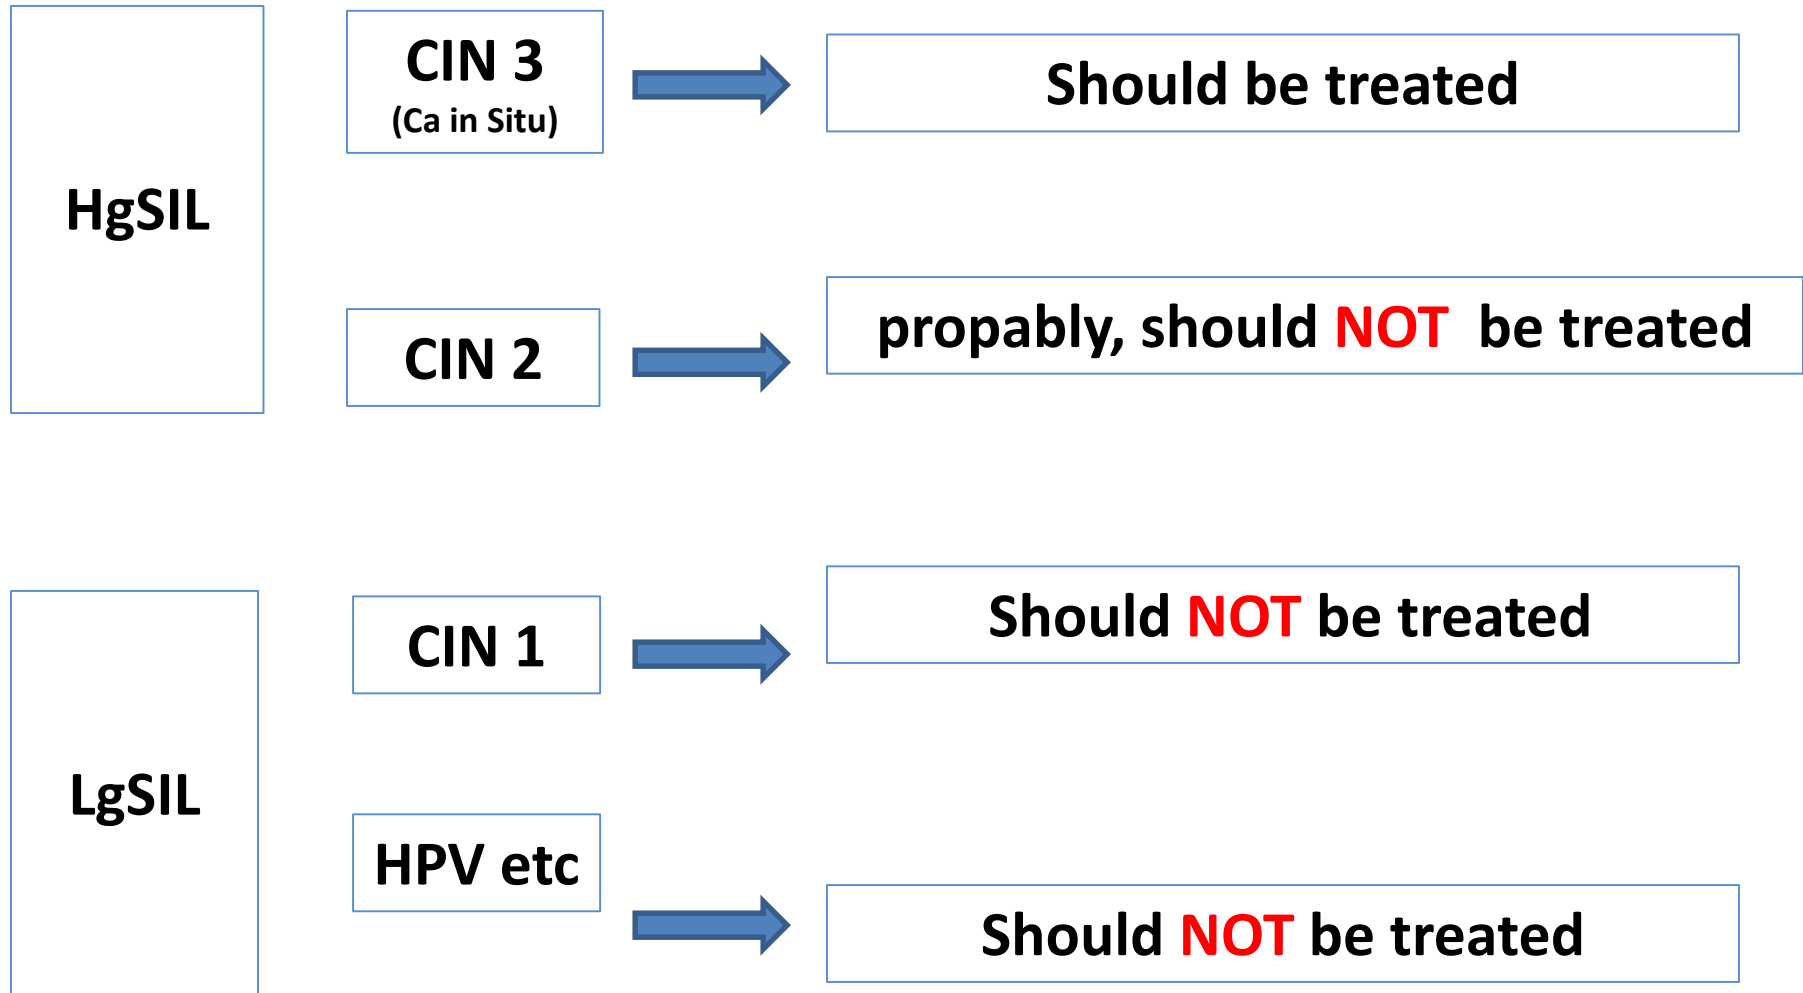 HgSIL
CIN 3
(Ca in Situ)
Should be treated
CIN 2
propably, should NOT be treated
LgSIL
CIN 1
Should NOT be treated
HPV etc
Should NOT be treated